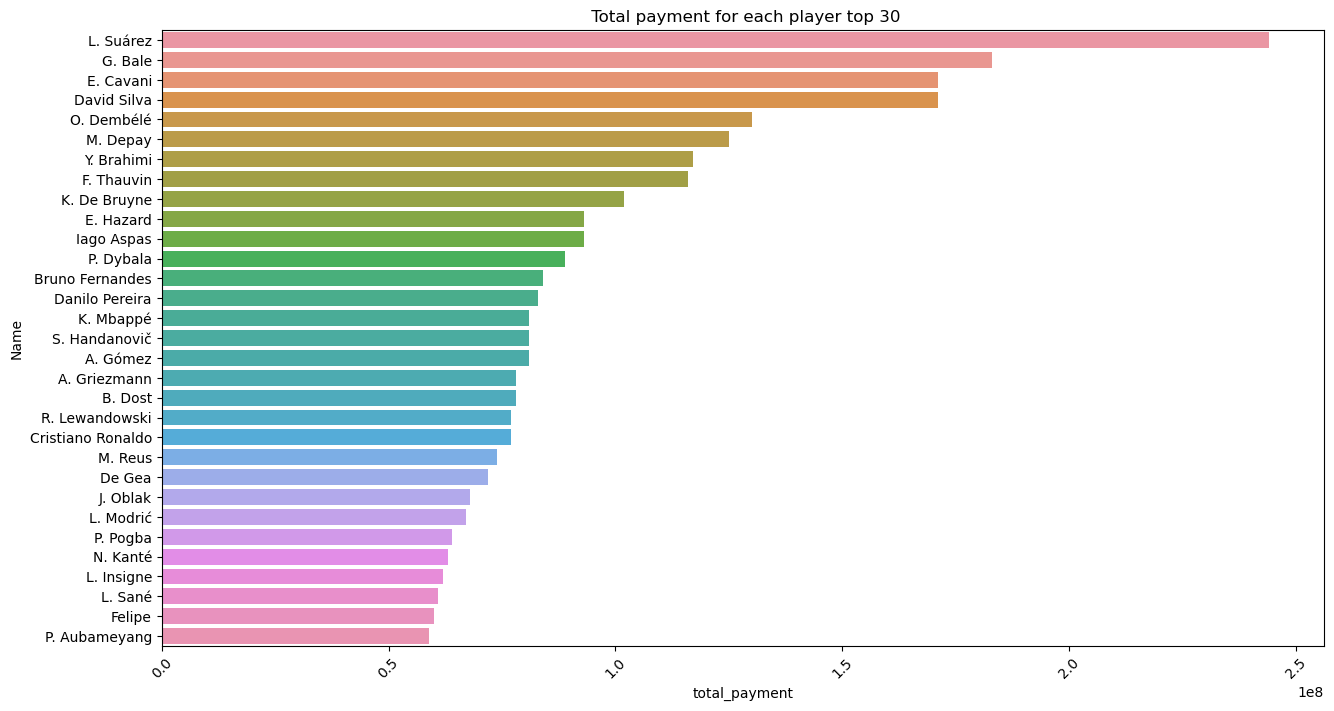 Total payment for each player top 30
L. Suárez
G. Bale
E. Cavani
David Silva
O. Dembélé
M. Depay
Y. Brahimi
F. Thauvin
K. De Bruyne
E. Hazard
Iago Aspas
P. Dybala
Bruno Fernandes
Danilo Pereira
K. Mbappé
S. Handanovič
A. Gómez
A. Griezmann
B. Dost
R. Lewandowski
Cristiano Ronaldo
M. Reus
De Gea
J. Oblak
L. Modrić
P. Pogba
N. Kanté
L. Insigne
L. Sané
Felipe
P. Aubameyang
Name
0.0
0.5
1.0
1.5
2.0
2.5
1e8
total_payment